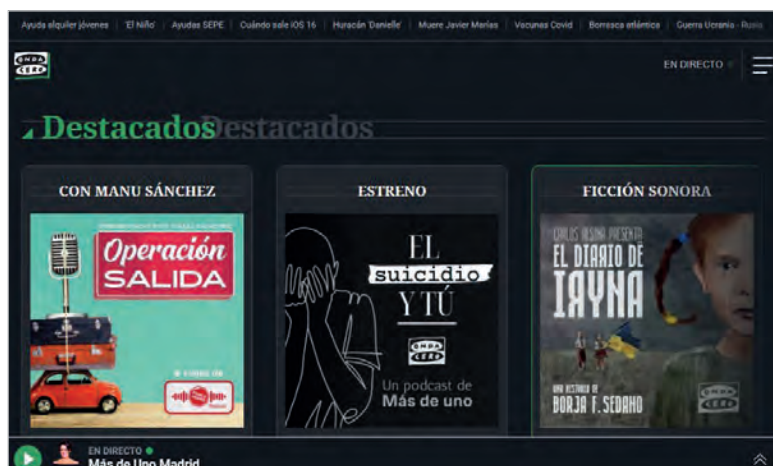 Ayuda alquiler jóvenes | 'El Niño' | Ayudas SEPE | Cuándo sale iOS 16 | Huracán 'Danielle' | Muere Javier Marías | Vacunas Covid | Borrasca atlántica | Guerra Ucrania - Rusia
ONDA CERO
EN DIRECTO
Destacados
Destacados
CON MANU SÁNCHEZ
Operación
SALIDA
ESTRENO
EL
suicidio
Y TÚ
ONDA CERO
Un podcast de
Más de uno
FICCIÓN SONORA
CARLOS ALSINA PRESENTA
EL DIARIO DE
IRYNA
UNA HISTORIA DE
BORJA F. SEDANO
ONDA CERO
EN DIRECTO
Más de Uno Madrid